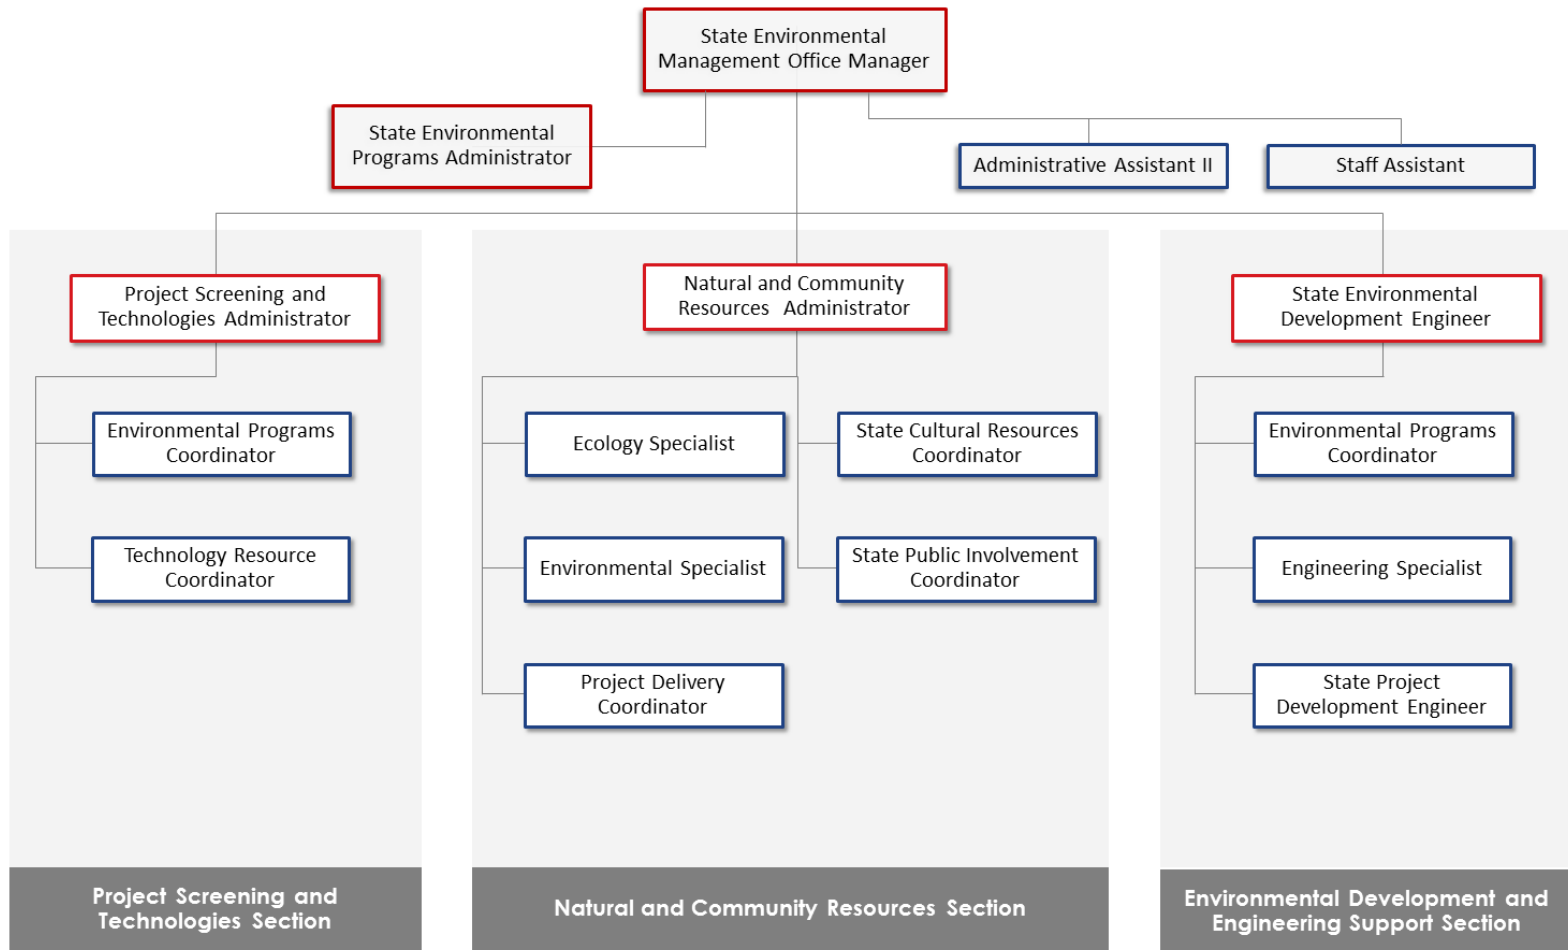 State Environmental
Management Office Manager
State Environmental
Programs Administrator
Administrative Assistant II
Staff Assistant
Project Screening and
Technologies Administrator
Natural and Community
Resources Administrator
State Environmental
Development Engineer
Environmental Programs
Coordinator
Technology Resource
Coordinator
Ecology Specialist
Environmental Specialist
Project Delivery
Coordinator
State Cultural Resources
Coordinator
State Public Involvement
Coordinator
Environmental Programs
Coordinator
Engineering Specialist
State Project
Development Engineer
Project Screening and
Technologies Section
Natural and Community Resources Section
Environmental Development and
Engineering Support Section